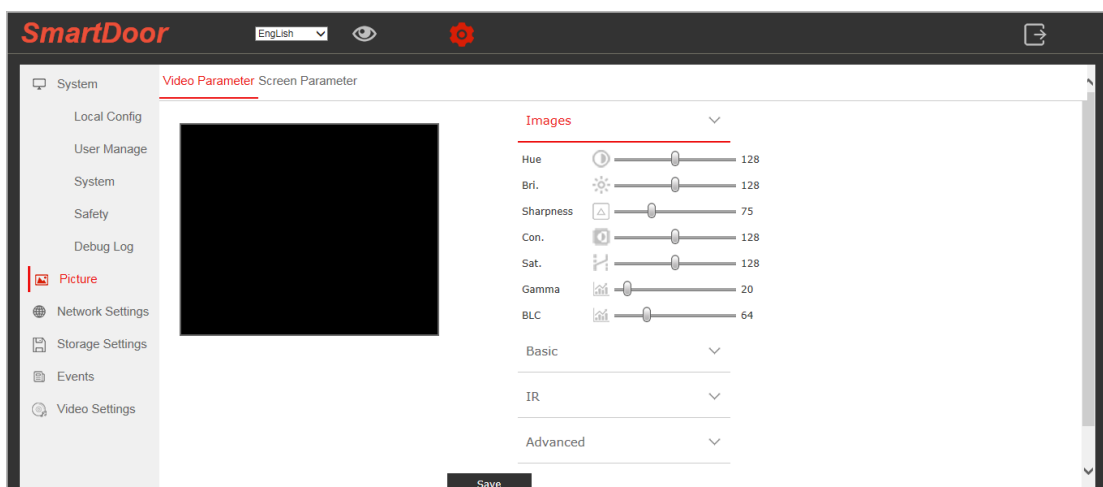 SmartDoor
EngLish
System
Local Config
User Manage
System
Safety
Debug Log
Picture
Network Settings
Storage Settings
Events
Video Settings
Video Parameter Screen Parameter
Images
Hue 128
Bri. 128
Sharpness 75
Con. 128
Sat. 128
Gamma 20
BLC 64
Basic
IR
Advanced
Save